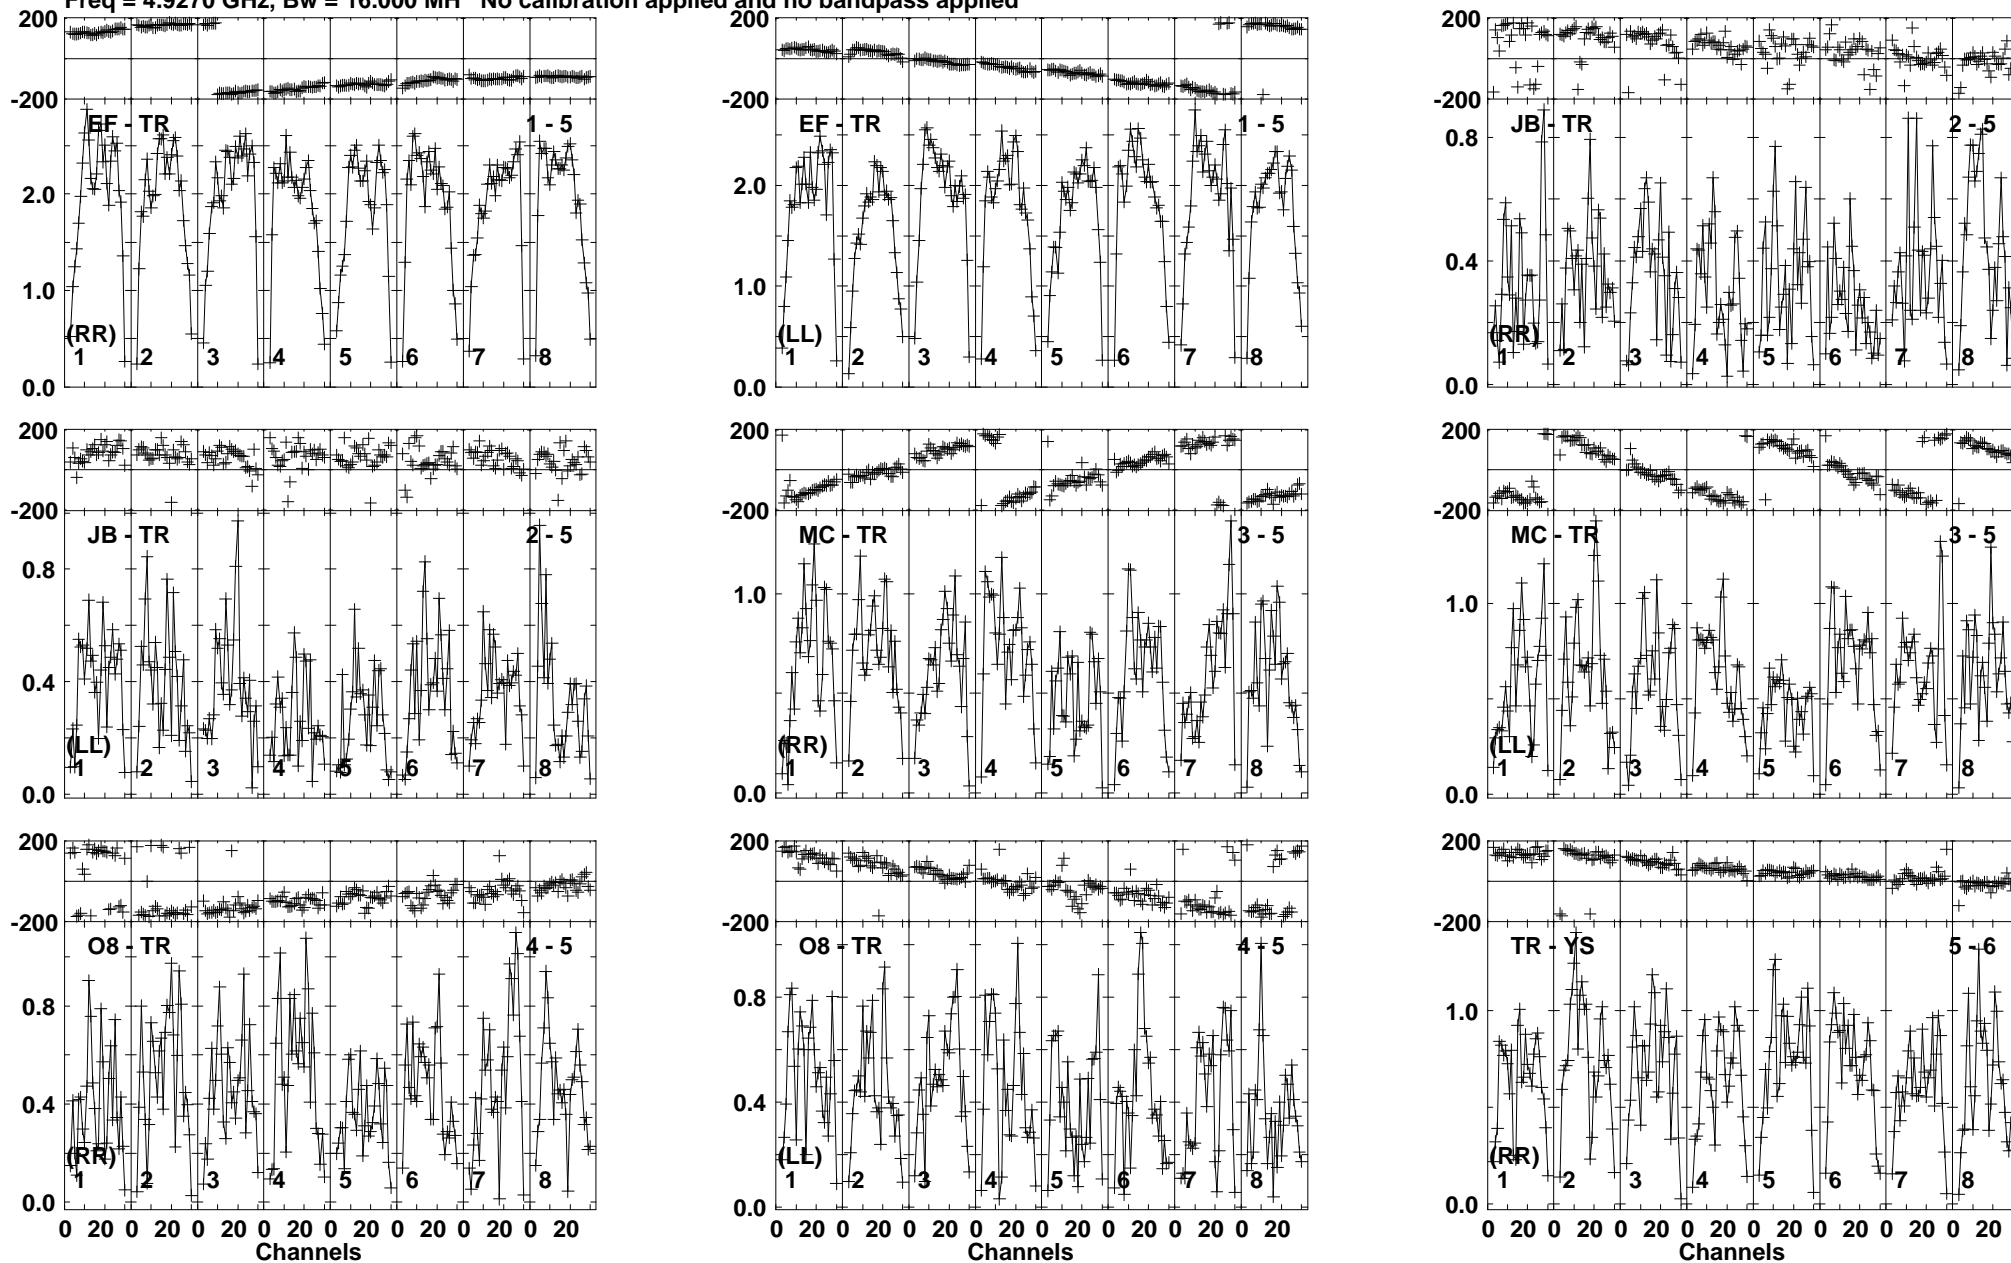 Freq = 4.9270 GHz, Bw = 16.000 MH No calibration applied and no bandpass applied
200 200 200
-200 -200 -200
EF - TR 1 - 5 EF - TR 1 - 5 JB - TR 2 - 5
0.8
2.0 2.0
0.4
1.0 1.0
(RR) (LL) (RR)
1 2 3 4 5 6 7 8 1 2 3 4 5 6 7 8 1 2 3 4 5 6 7 8
0.0 0.0 0.0
200 200 200
-200 -200 -200
JB - TR 2 - 5 MC - TR 3 - 5 MC - TR 3 - 5
0.8 1.0 1.0
0.4
(LL) (RR) (LL)
1 2 3 4 5 6 7 8 1 2 3 4 5 6 7 8 1 2 3 4 5 6 7 8
0.0 0.0 0.0
200 200 200
-200 -200 -200
O8 - TR 4 - 5 O8 - TR 4 - 5 TR - YS 5 - 6
0.8 0.8 1.0
0.4 0.4
(RR) (LL) (RR)
1 2 3 4 5 6 7 8 1 2 3 4 5 6 7 8 1 2 3 4 5 6 7 8
0.0 0.0 0.0
0 20 0 20 0 20 0 20 0 20 0 20 0 20 0 20 0 20 0 20 0 20 0 20 0 20 0 20 0 20 0 20 0 20 0 20 0 20 0 20 0 20 0 20 0 20 0 20
Channels Channels Channels